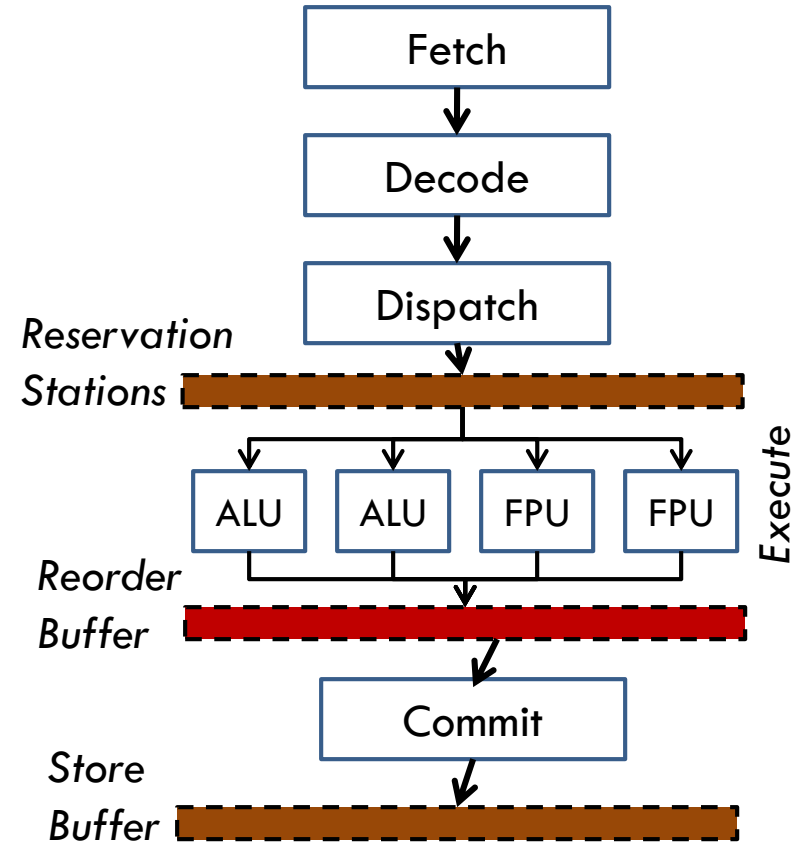 Fetch
Decode
Dispatch
Reservation
Stations
Execute
ALU ALU FPU FPU
Reorder
Buffer
Commit
Store
Buffer